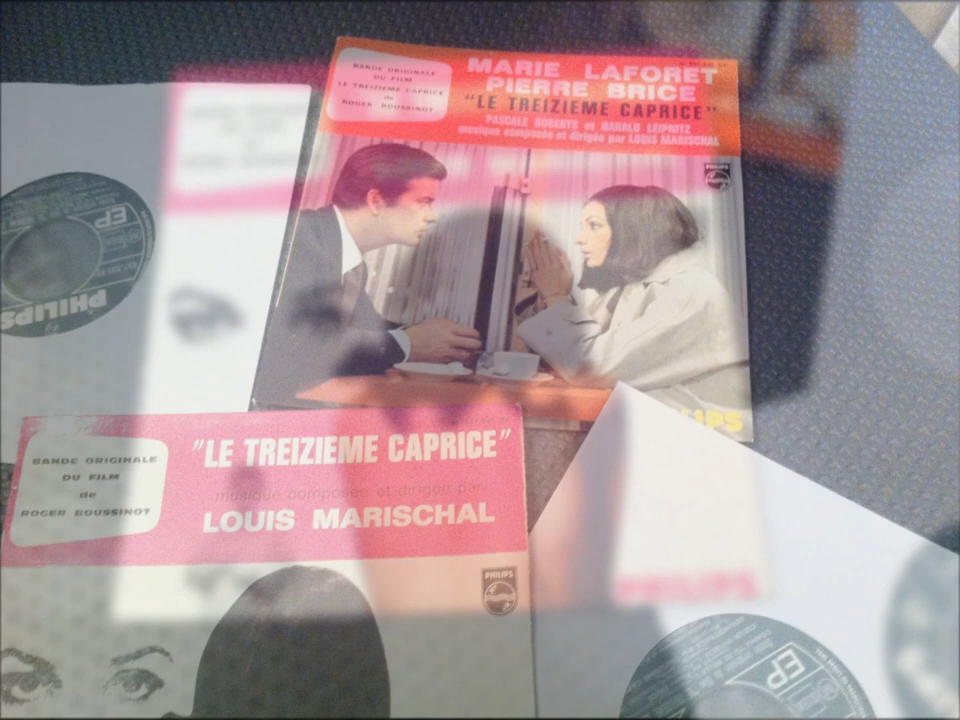 BANDE ORIGINALE
DU FILM
LE TREIZIEME CAPRICE
de
ROGER BOUSSINOT
MARIE LAFORET
PIERRE BRICE
"LE TREIZIEME CAPRICE"
PASCALE ROBERTS et HARALD LEIPNITZ
musique composée et dirigée par LOUIS MARISCHAL
PHILIPS
EP
PHILIPS
BANDE ORIGINALE
DU FILM
de
ROGER BOUSSINOT
"LE TREIZIEME CAPRICE"
musique composée et dirigée par
LOUIS MARISCHAL
PHILIPS
PHILIPS
EP